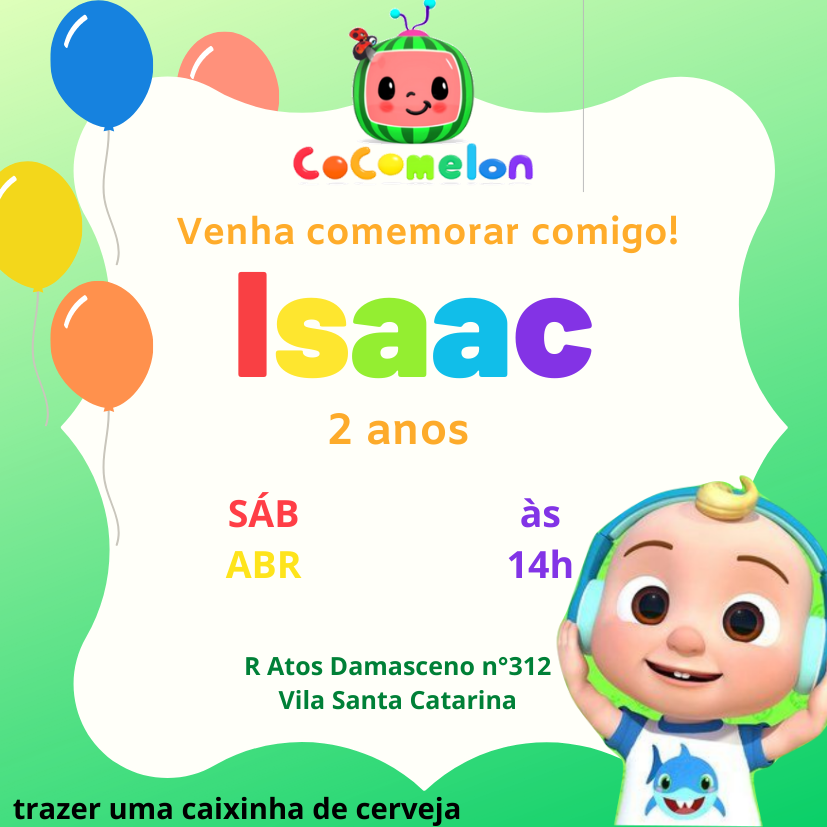 CoComelon
Venha comemorar comigo!
Isaac
2 anos
SÁB às
ABR 14h
R Atos Damasceno n°312
Vila Santa Catarina
trazer uma caixinha de cerveja